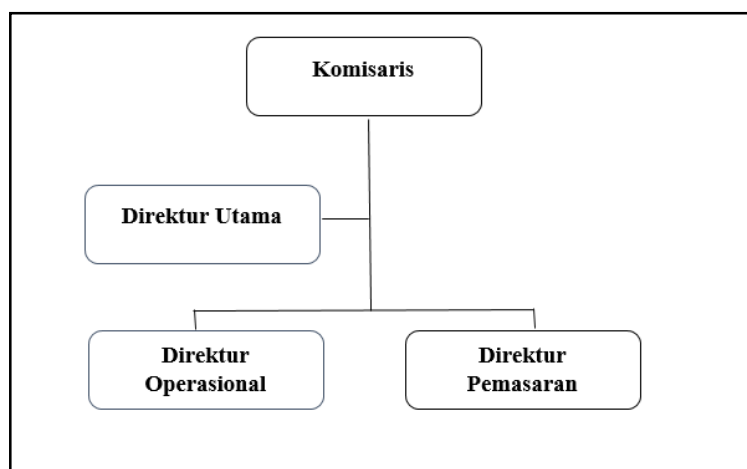 Komisaris
Direktur Utama
Direktur
Operasional
Direktur
Pemasaran